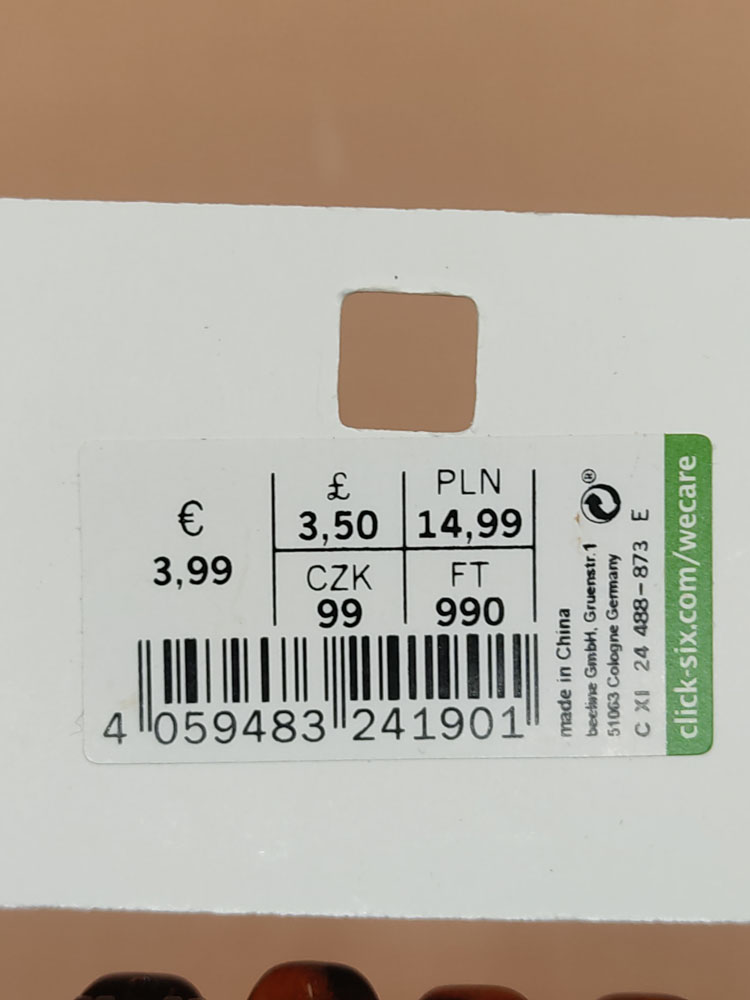 €
3,99
£
3,50
PLN
14,99
CZK
99
FT
990
4 059483 241901
made in China
beeline GmbH, Gruenstr.1
51063 Cologne Germany
C XI 24 488-873 E
click-six.com/wecare